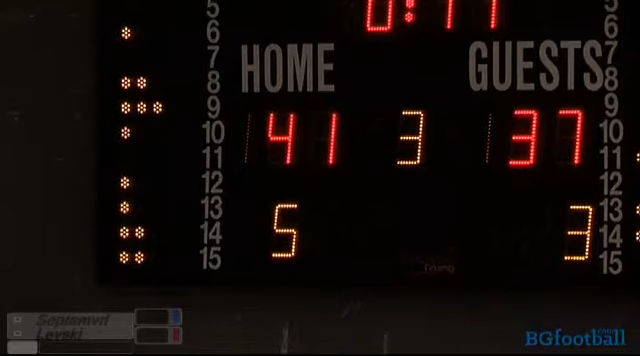 5 0:11 5
6
7 HOME GUESTS 7
8 8
9 9
10 41 3 37 10
11 11
12 12
13 13
14 5 3 14
15 15
Septemvri
Levski
BGfootball.com